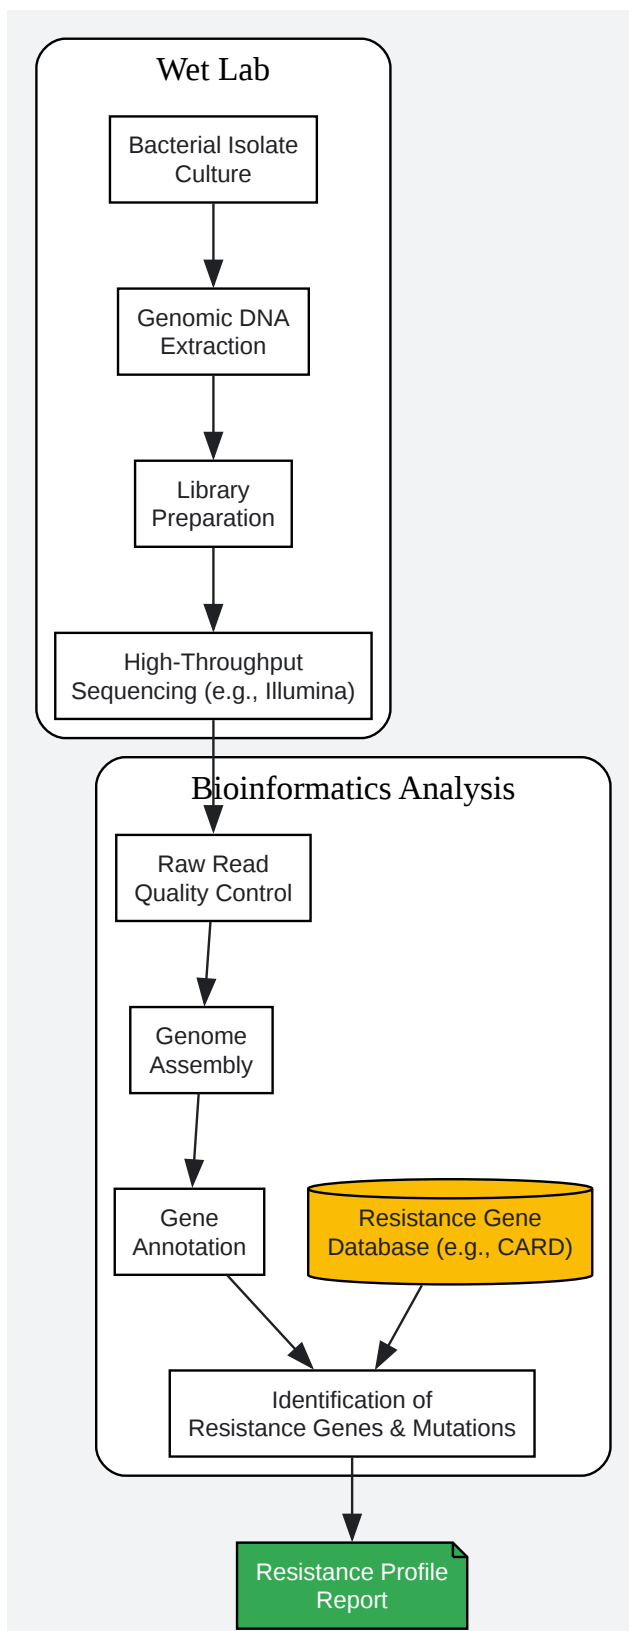 Wet Lab
Bacterial Isolate
Culture
Genomic DNA
Extraction
Library
Preparation
High-Throughput
Sequencing (e.g., Illumina)
Bioinformatics Analysis
Raw Read
Quality Control
Genome
Assembly
Gene
Annotation
Resistance Gene
Database (e.g., CARD)
Identification of
Resistance Genes & Mutations
Resistance Profile
Report